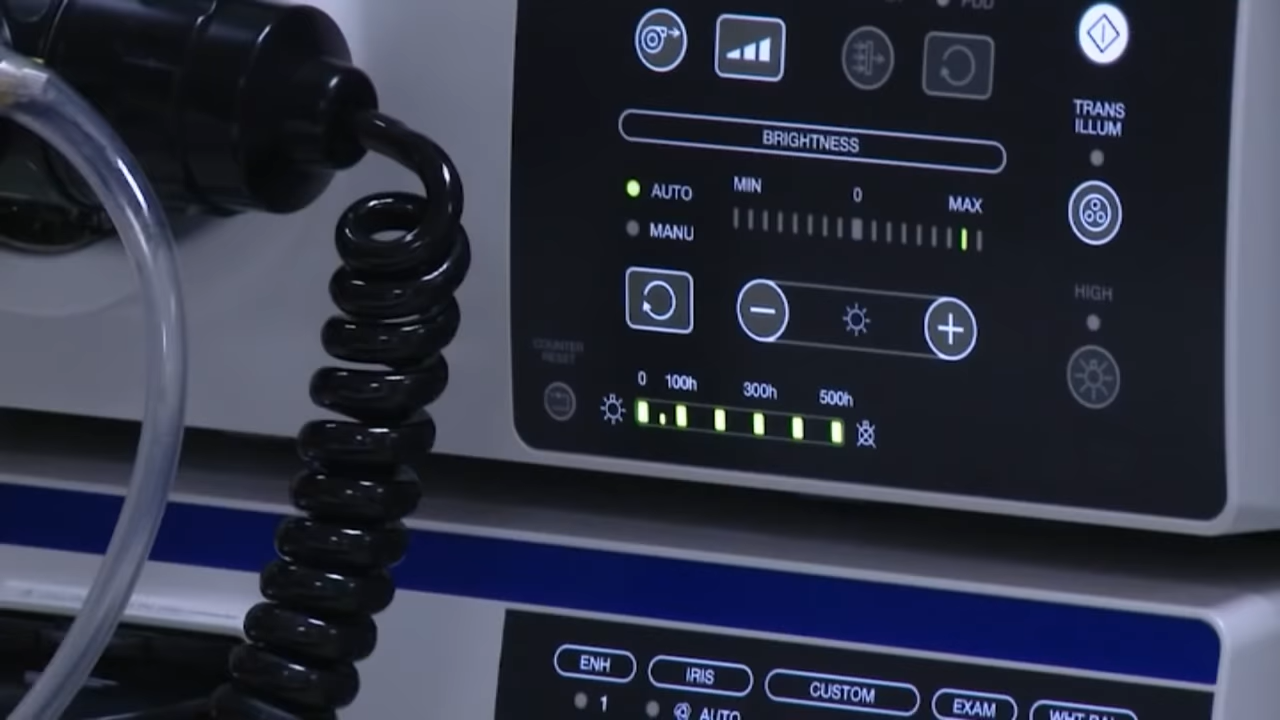 TRANS
ILLUM
BRIGHTNESS
AUTO
MIN
0
MAX
MANU
HIGH
COUNTER
RESET
0
100h
300h
500h
ENH
IRIS
CUSTOM
EXAM
1
AUTO